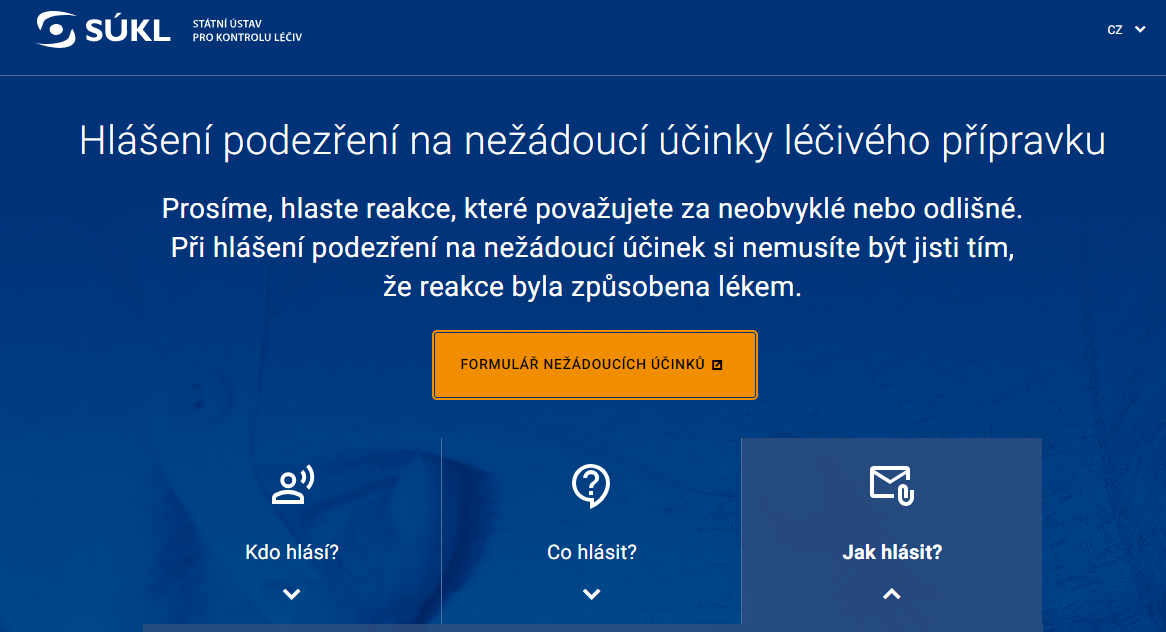 SÚKL
STÁTNÍ ÚSTAV
PRO KONTROLU LÉČIV
CZ
Hlášení podezření na nežádoucí účinky léčivého přípravku
Prosíme, hlaste reakce, které považujete za neobvyklé nebo odlišné.
Při hlášení podezření na nežádoucí účinek si nemusíte být jisti tím,
že reakce byla způsobena lékem.
FORMULÁŘ NEŽÁDOUCÍCH ÚČINKŮ
Kdo hlásí?
Co hlásit?
Jak hlásit?